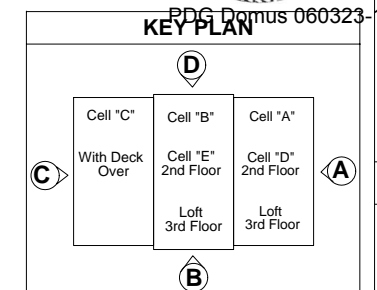 PDG Domus 060323-
KEY PLAN
D
Cell "C"
With Deck
Over
Cell "B"
Cell "E"
2nd Floor
Loft
3rd Floor
Cell "A"
Cell "D"
2nd Floor
Loft
3rd Floor
C
A
B